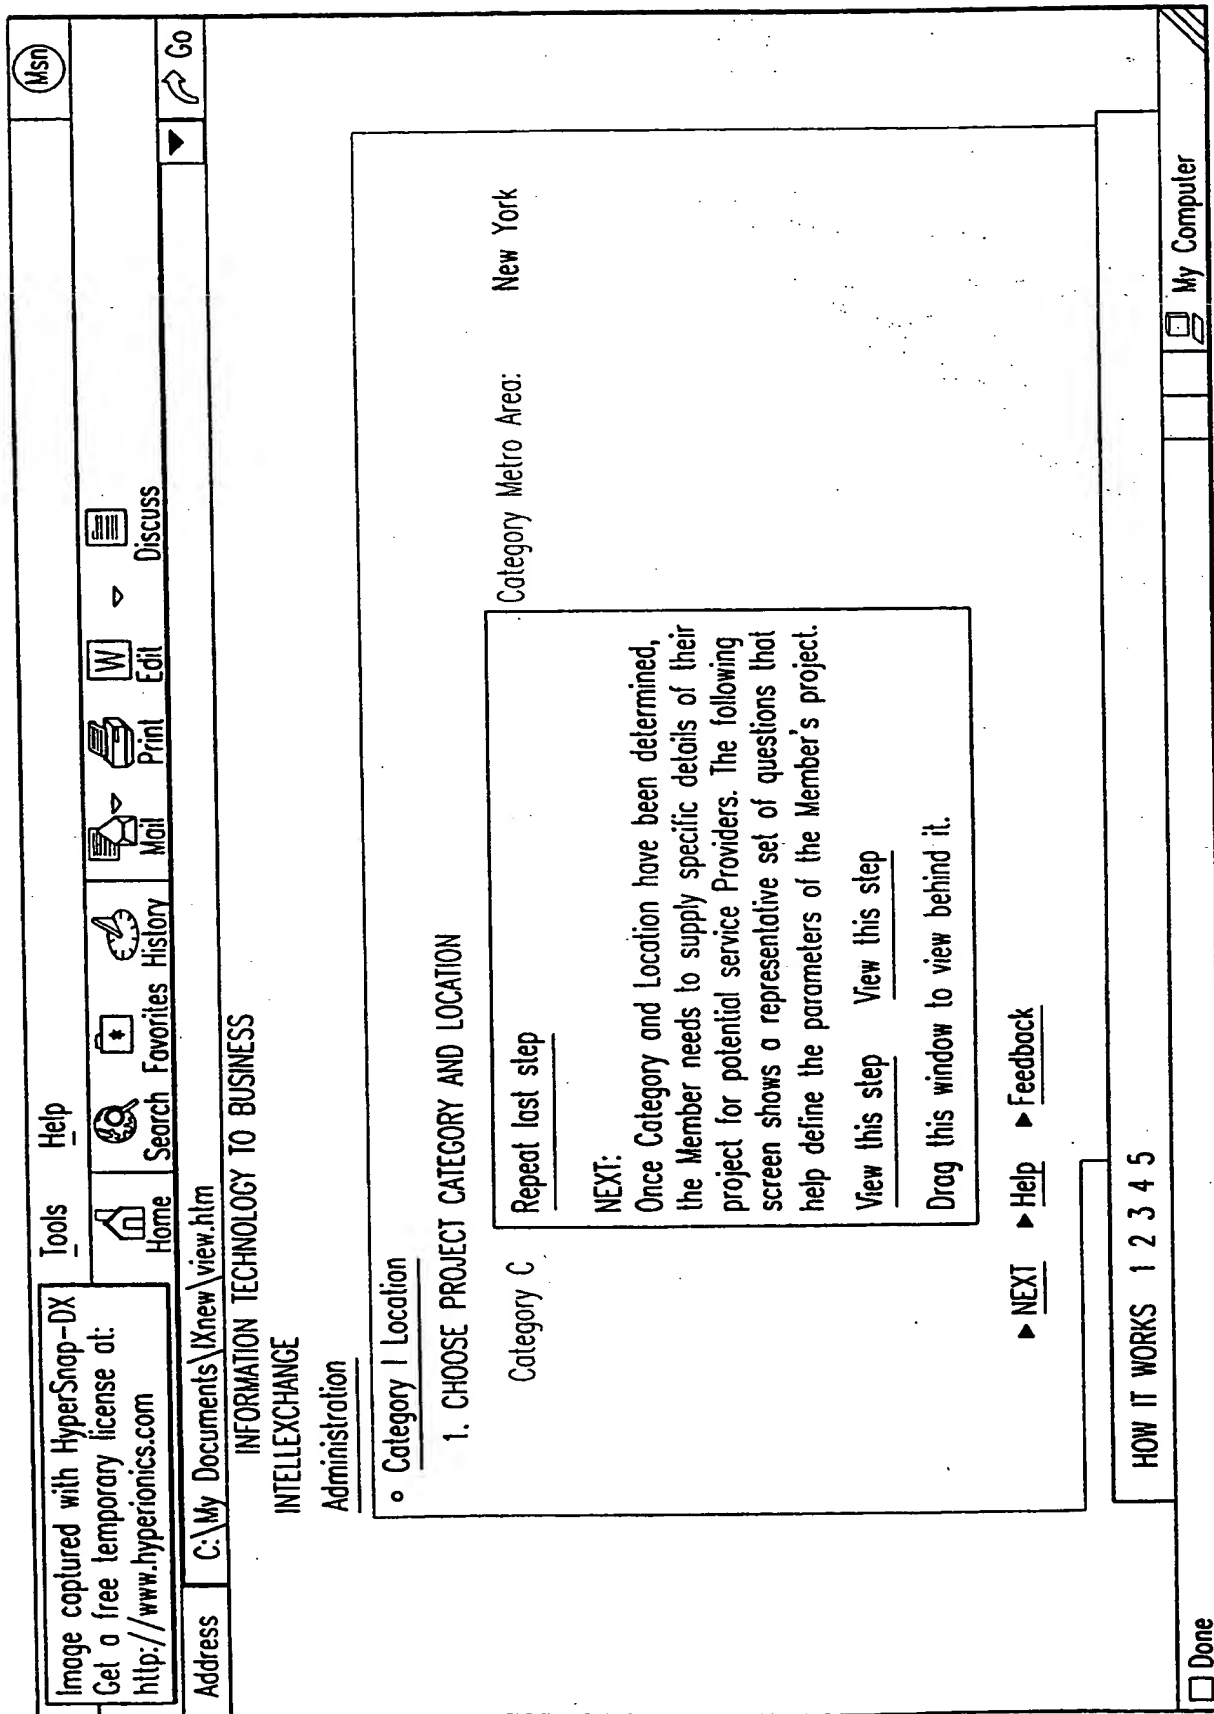 Image captured with HyperSnap-DX
Get a free temporary license at:
http://www.hyperionics.com
Tools Help
Msn
Home Search Favorites History Mail Print Edit Discuss
W
Address C:\My Documents\IXnew\view.htm Go
INFORMATION TECHNOLOGY TO BUSINESS
INTELLEXCHANGE
Administration
Category | Location
1. CHOOSE PROJECT CATEGORY AND LOCATION
Category C
Category Metro Area: New York
Repeat last step
NEXT:
Once Category and Location have been determined,
the Member needs to supply specific details of their
project for potential service Providers. The following
screen shows a representative set of questions that
help define the parameters of the Member's project.
View this step View this step
Drag this window to view behind it.
NEXT Help Feedback
HOW IT WORKS 1 2 3 4 5
Done My Computer